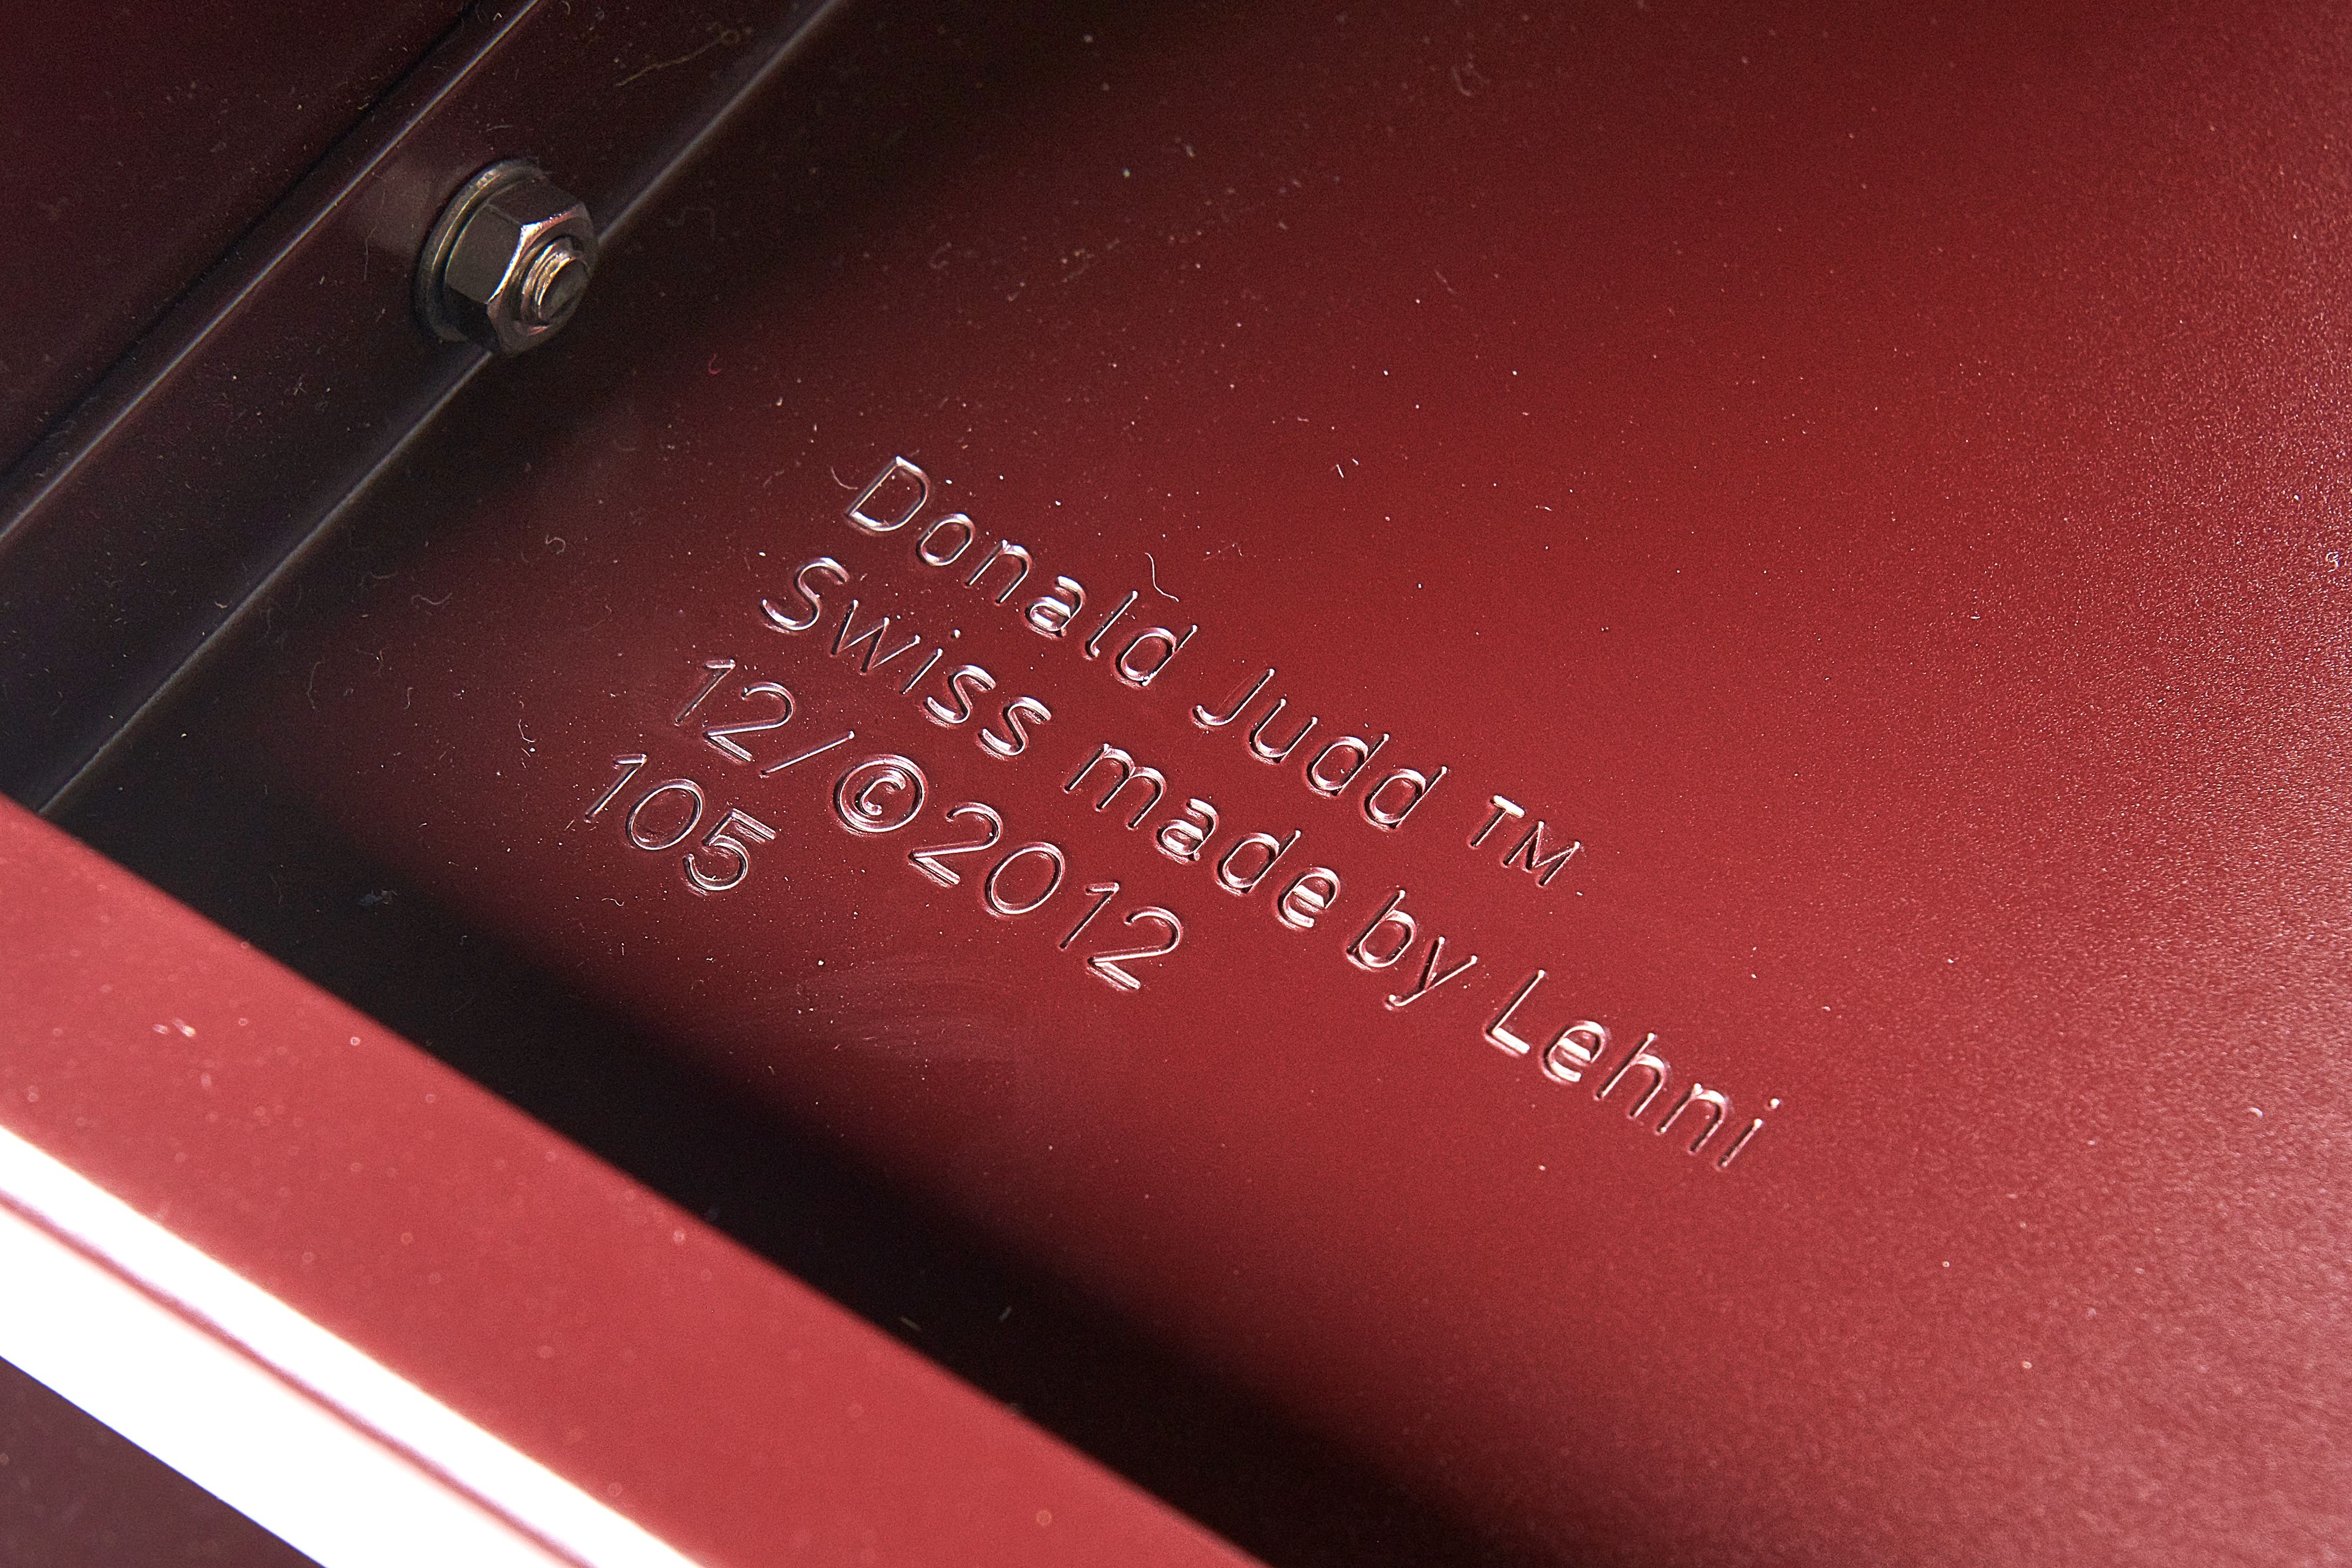 Donald Judd ™
Swiss made by Lehni
12/©2012
105